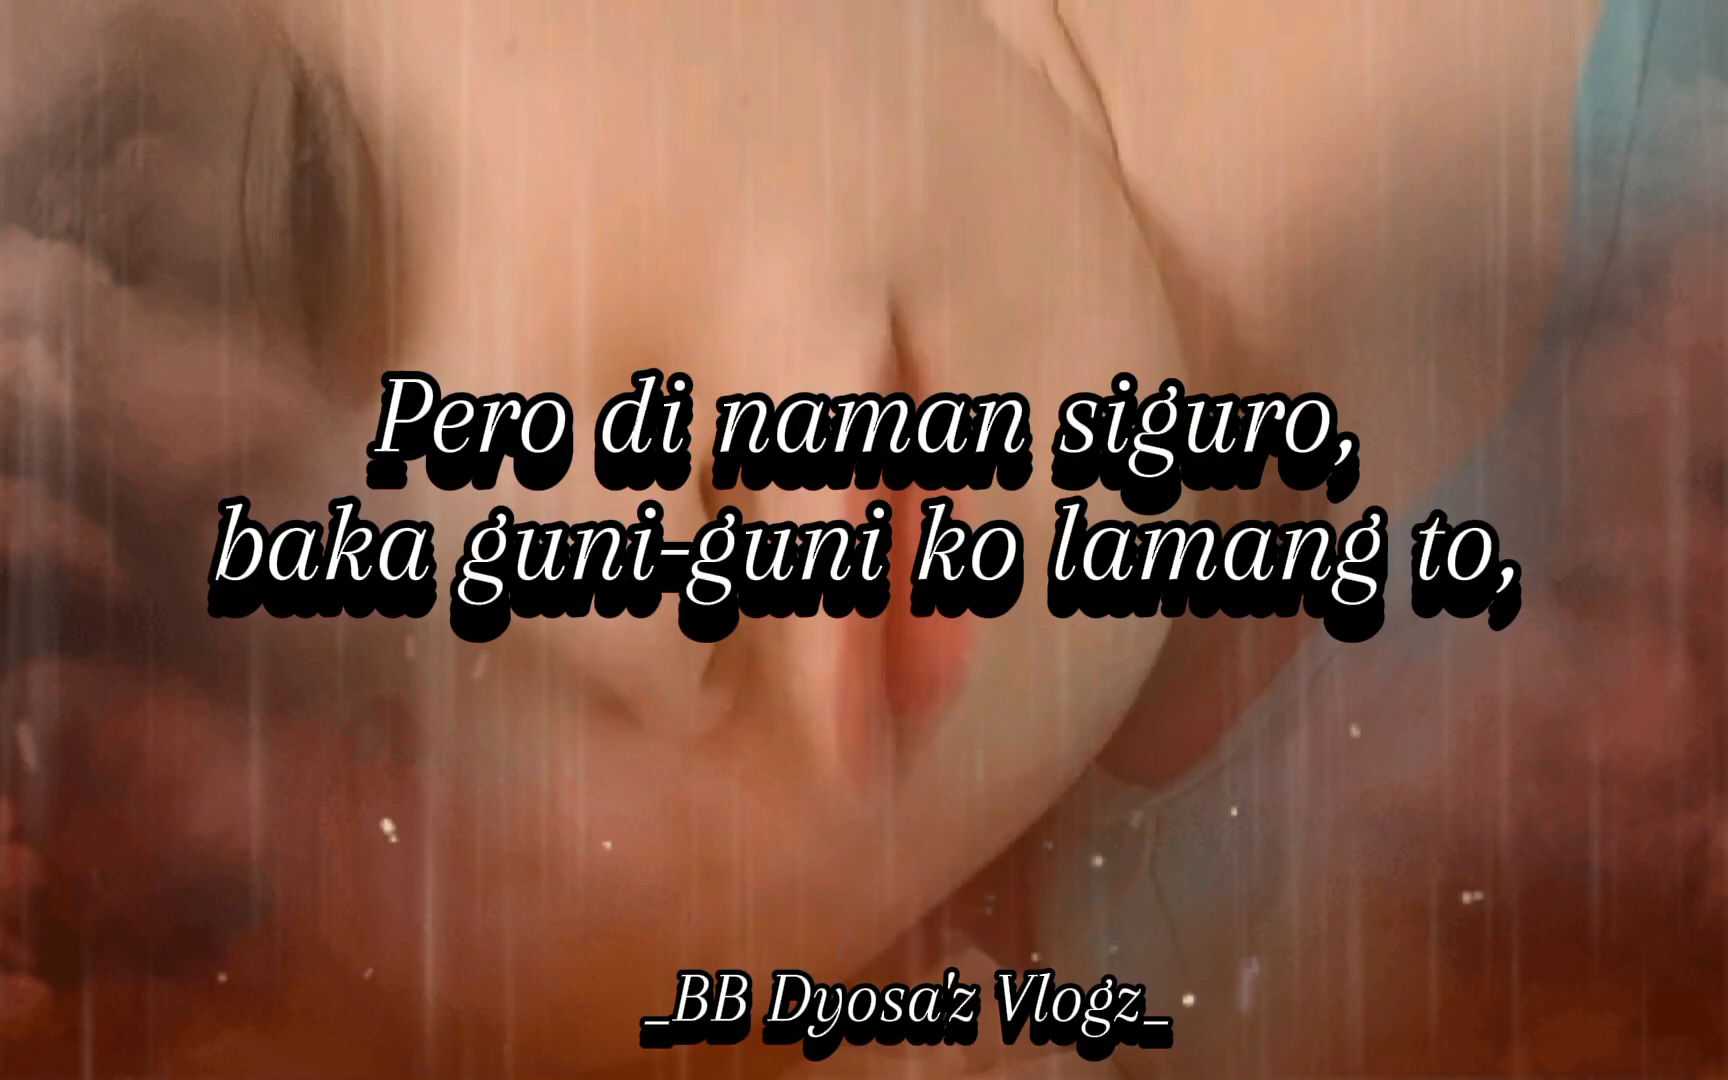 Pero di naman siguro,
baka guni-guni ko lamang to,
_BB Dyosa'z Vlogz_